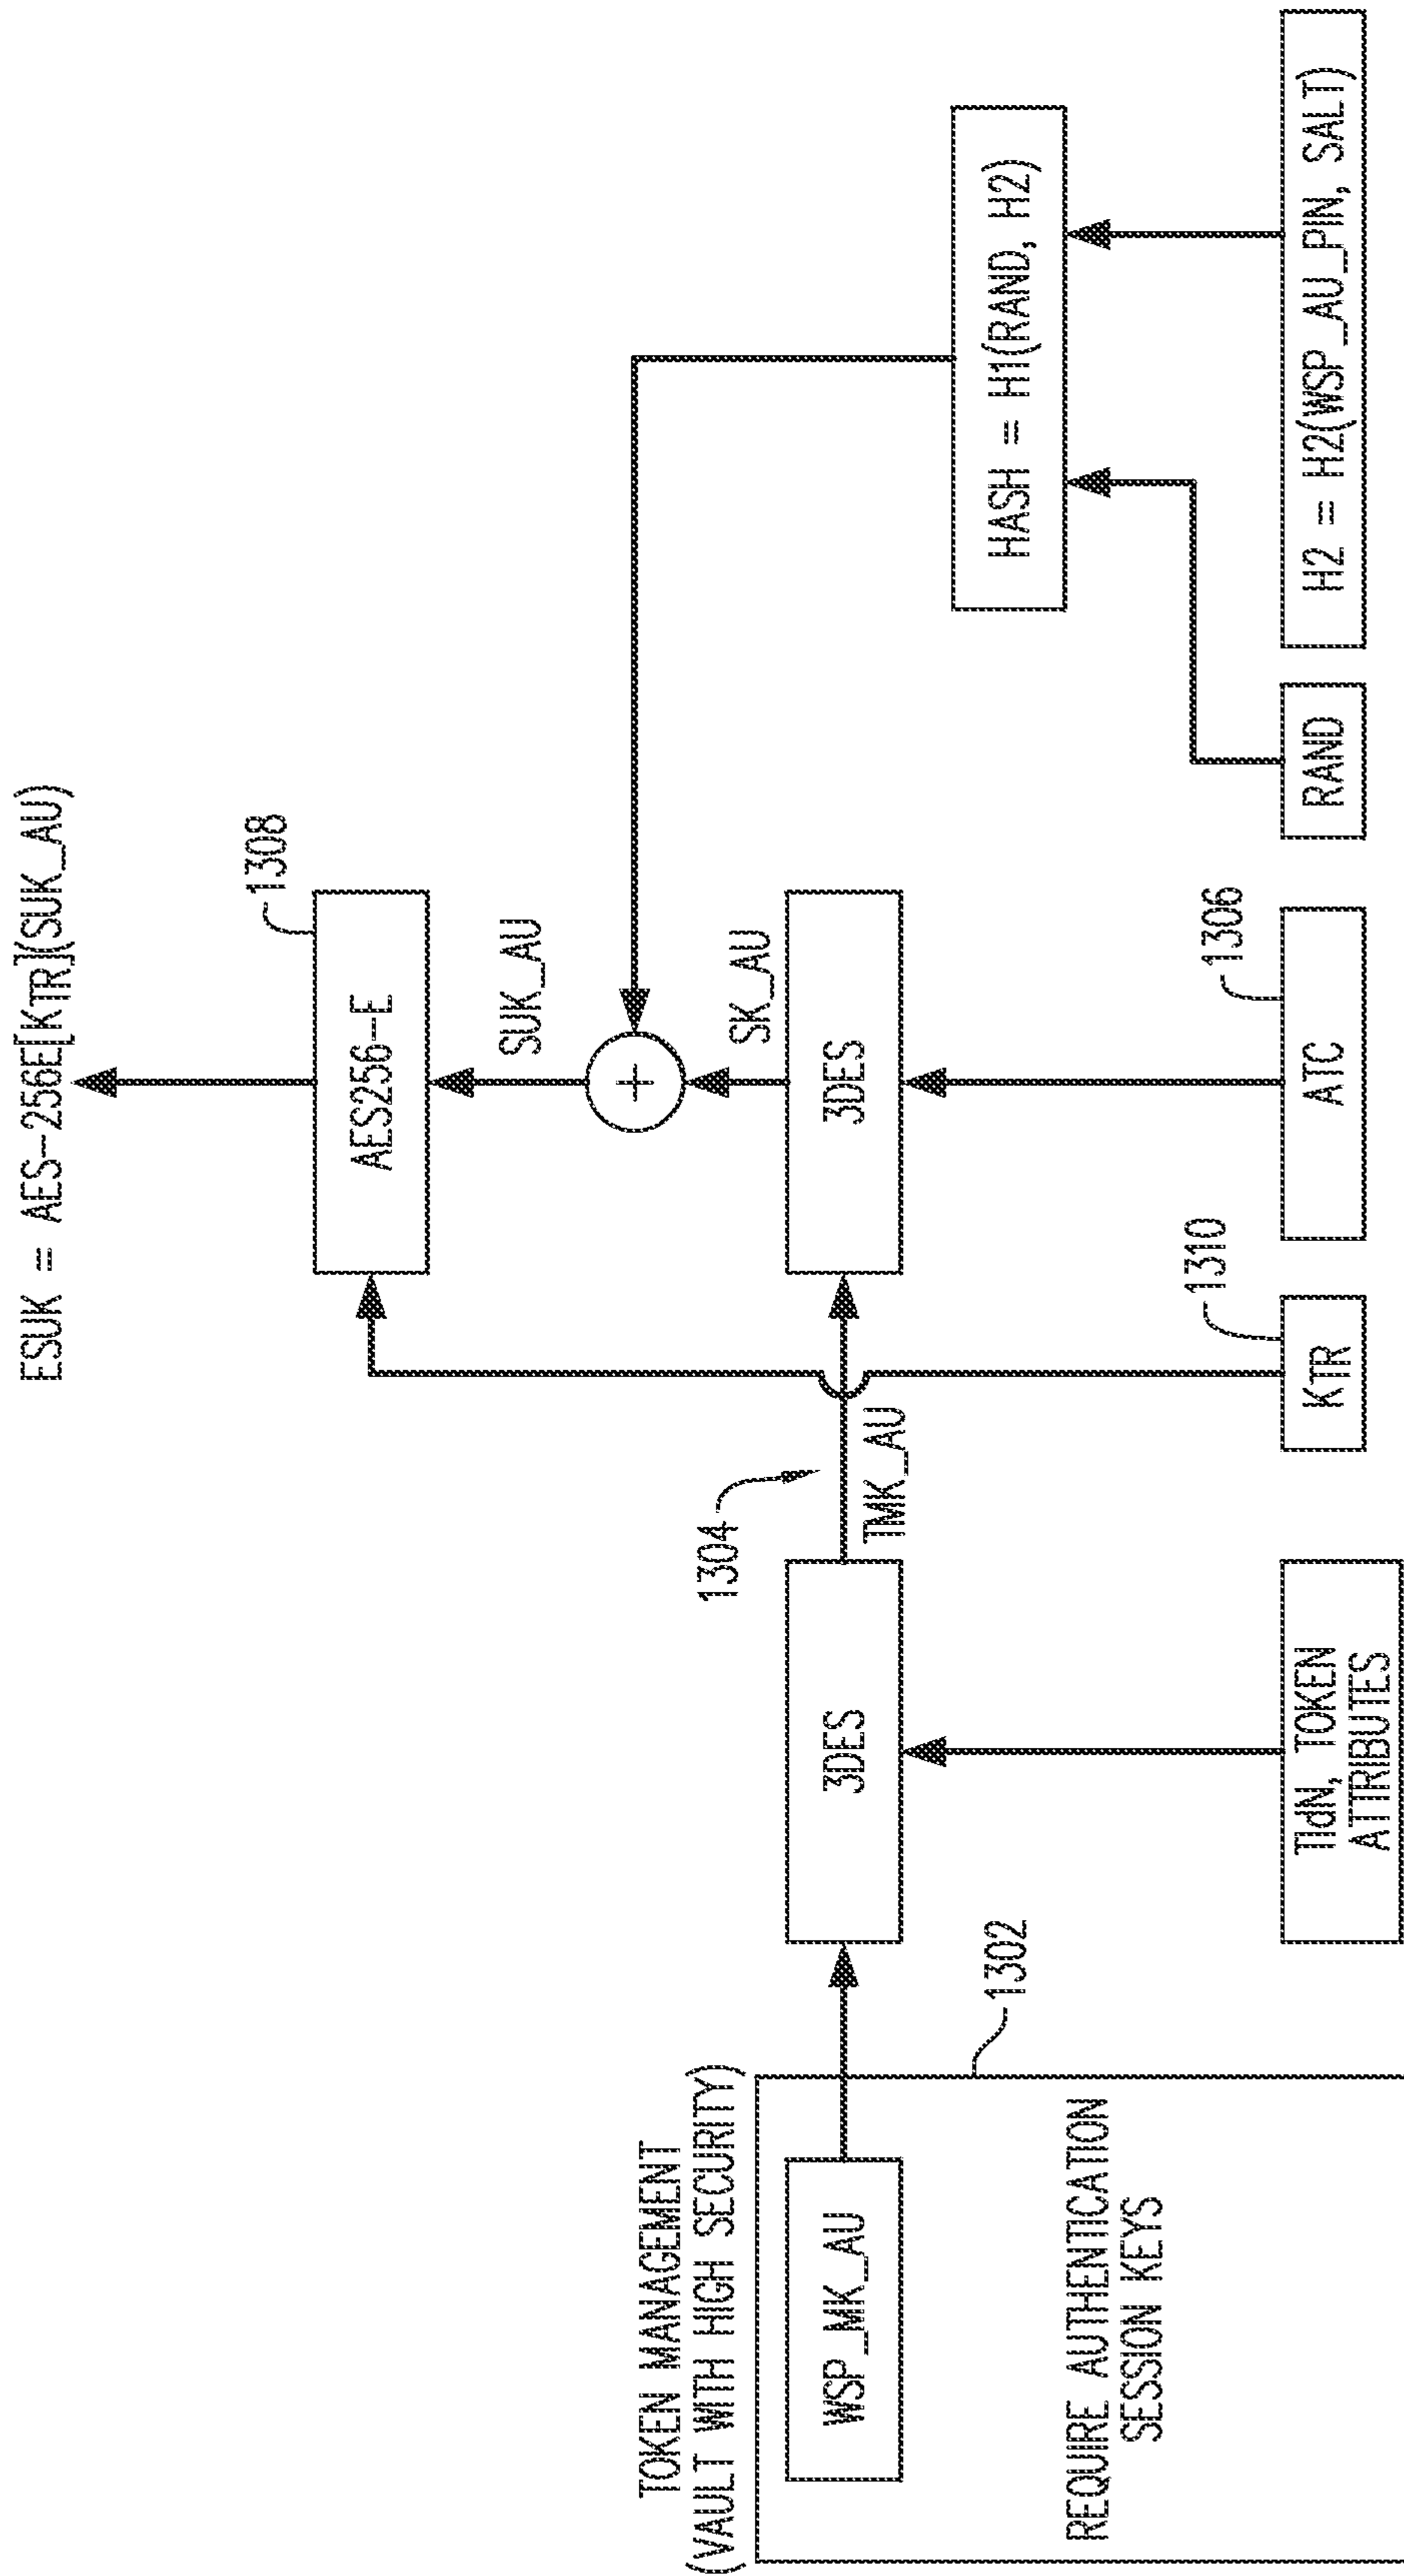 ESUK = AES-256E[KTR](SUK_AU)
1308
AES256-E
SUK_AU
HASH = H1(RAND, H2)
TOKEN MANAGEMENT
(VAULT WITH HIGH SECURITY)
1304
SK_AU
WSP_MK_AU
3DES
TMK_AU
3DES
1302
1310
1306
REQUIRE AUTHENTICATION
SESSION KEYS
TIdN, TOKEN
ATTRIBUTES
KTR
ATC
RAND
H2 = H2(WSP_AU_PIN, SALT)